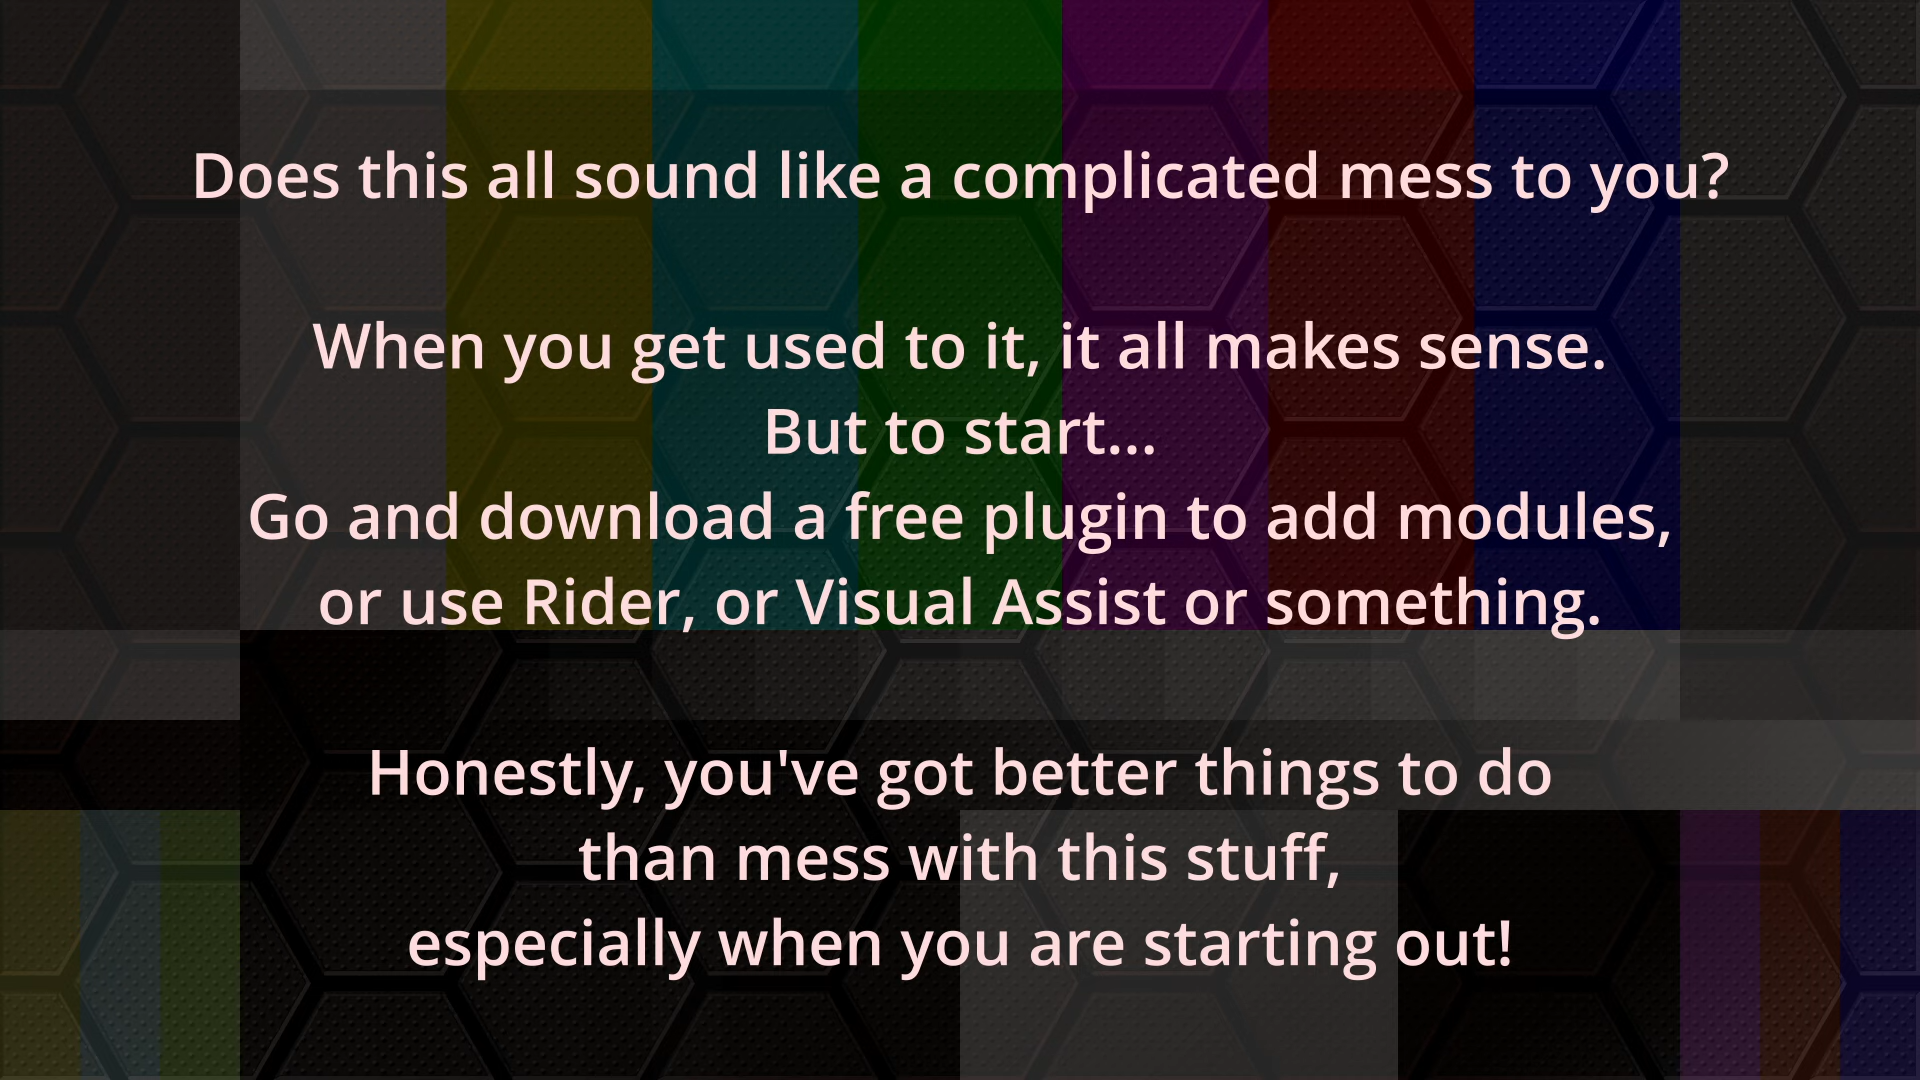 Does this all sound like a complicated mess to you?
When you get used to it, it all makes sense.
But to start...
Go and download a free plugin to add modules,
or use Rider, or Visual Assist or something.
Honestly, you've got better things to do
than mess with this stuff,
especially when you are starting out!